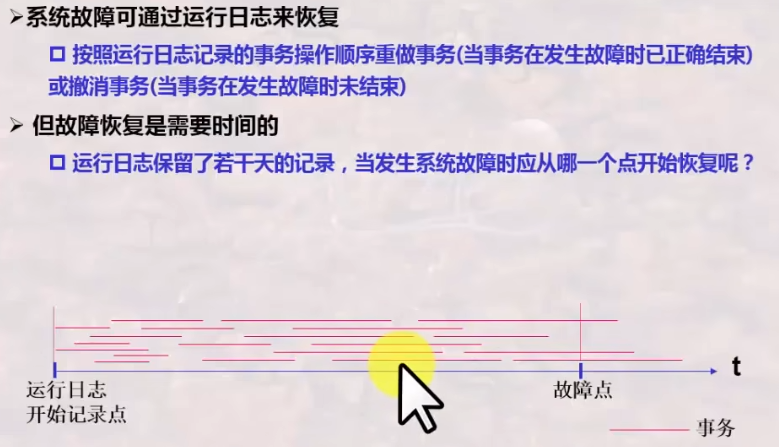 ➢系统故障可通过运行日志来恢复
□ 按照运行日志记录的事务操作顺序重做事务(当事务在发生故障时已正确结束)
或撤消事务(当事务在发生故障时未结束)
➢ 但故障恢复是需要时间的
□ 运行日志保留了若干天的记录，当发生系统故障时应从哪一个点开始恢复呢？
t
运行日志
开始记录点
故障点
事务